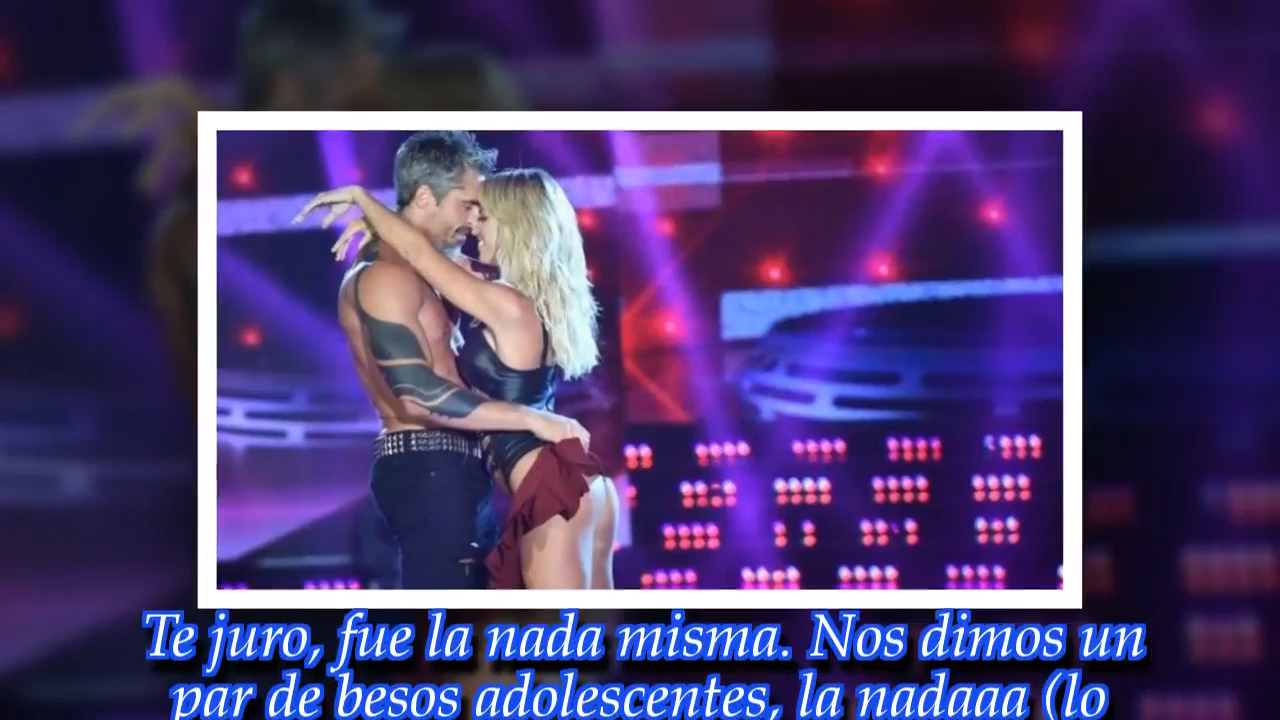 Te juro, fue la nada misma. Nos dimos un
par de besos adolescentes, la nadaaa (lo